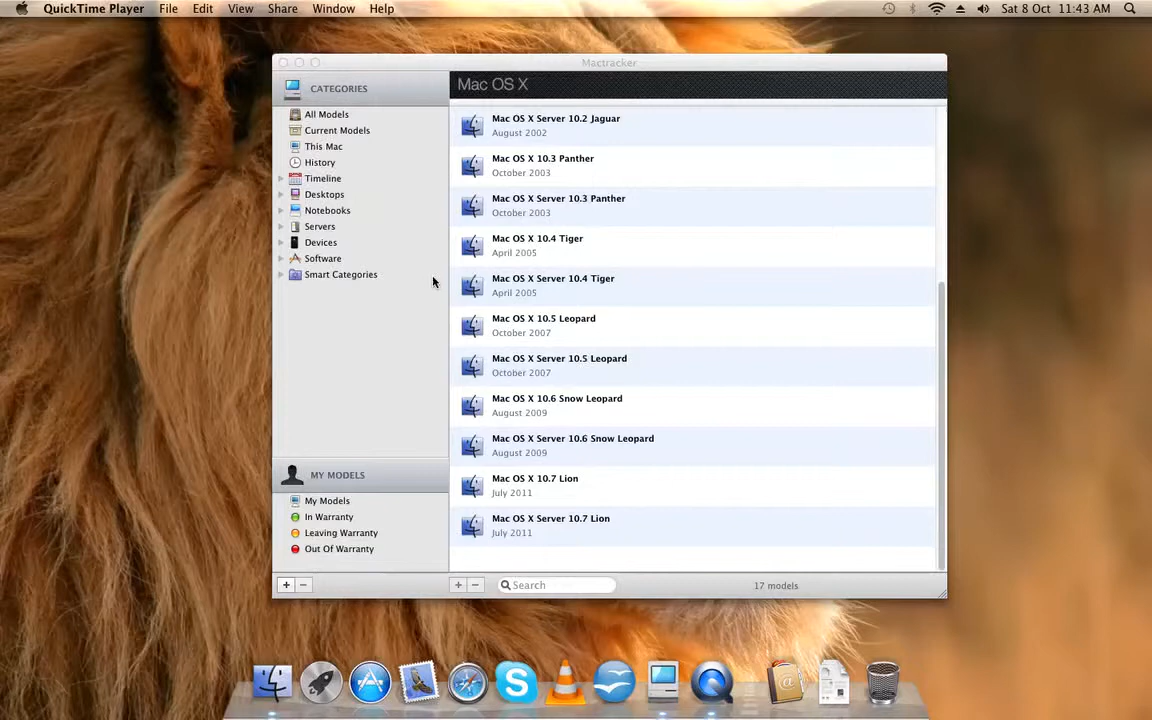 QuickTime Player File Edit View Share Window Help Sat 8 Oct 11:43 AM
Mactracker
CATEGORIES
All Models
Current Models
This Mac
History
Timeline
Desktops
Notebooks
Servers
Devices
Software
Smart Categories
MY MODELS
My Models
In Warranty
Leaving Warranty
Out Of Warranty
Mac OS X
Mac OS X Server 10.2 Jaguar
August 2002
Mac OS X 10.3 Panther
October 2003
Mac OS X Server 10.3 Panther
October 2003
Mac OS X 10.4 Tiger
April 2005
Mac OS X Server 10.4 Tiger
April 2005
Mac OS X 10.5 Leopard
October 2007
Mac OS X Server 10.5 Leopard
October 2007
Mac OS X 10.6 Snow Leopard
August 2009
Mac OS X Server 10.6 Snow Leopard
August 2009
Mac OS X 10.7 Lion
July 2011
Mac OS X Server 10.7 Lion
July 2011
Search
17 models